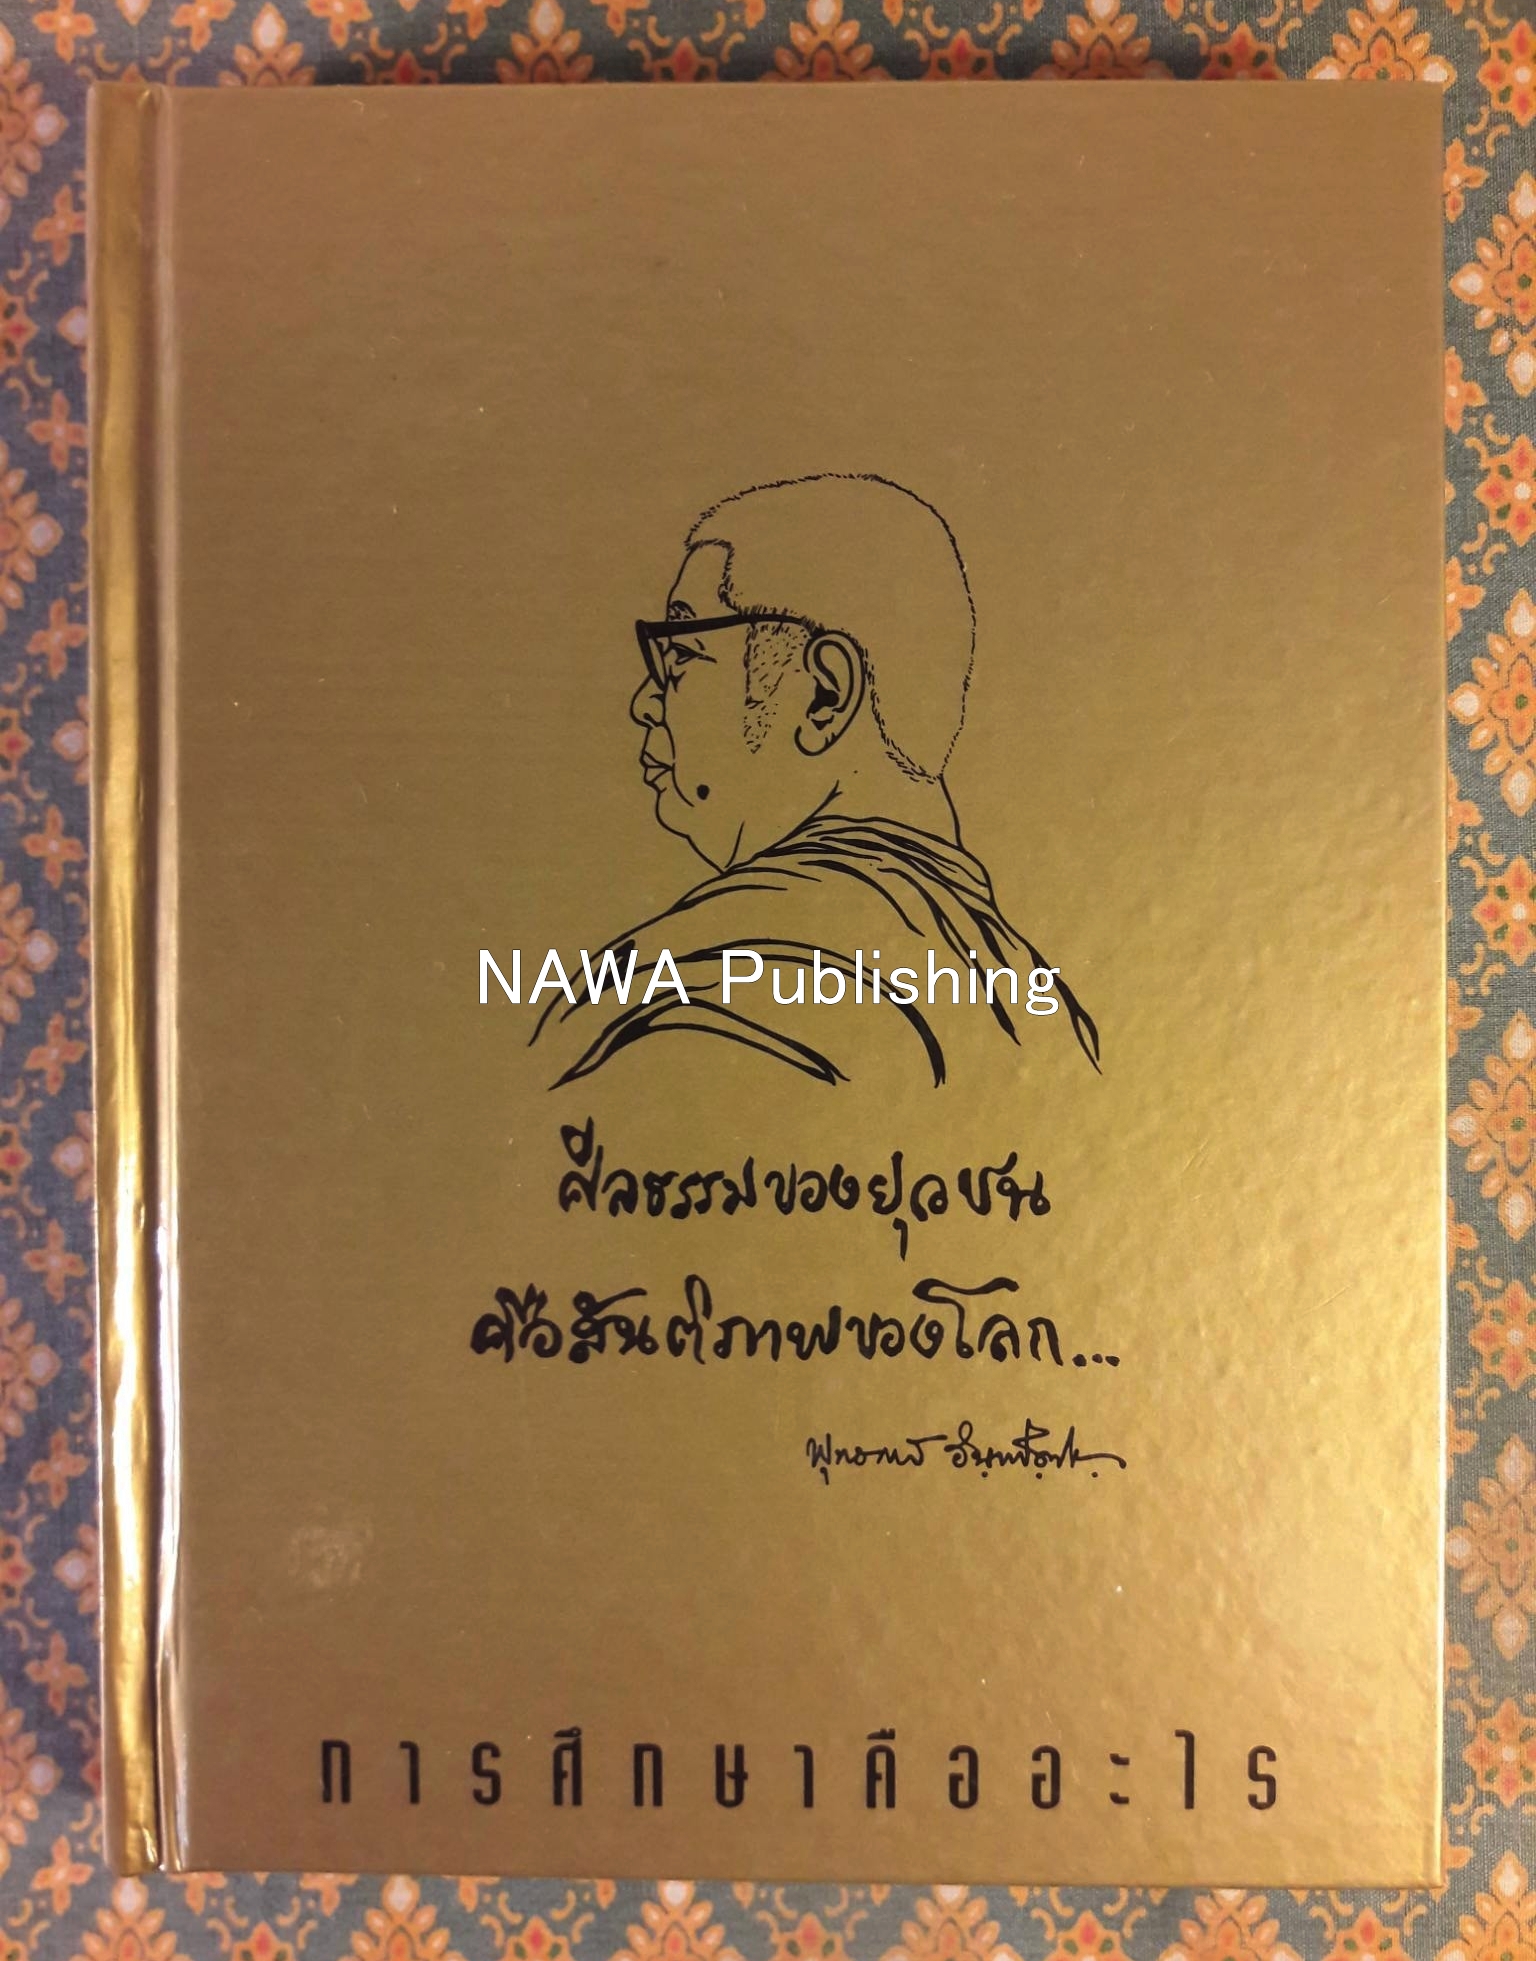 NAWA Publishing
ศีลธรรมของยุวชน
คือสันติภาพของโลก...
พุทธทาส อินทปัญโญ
การศึกษาคืออะไร